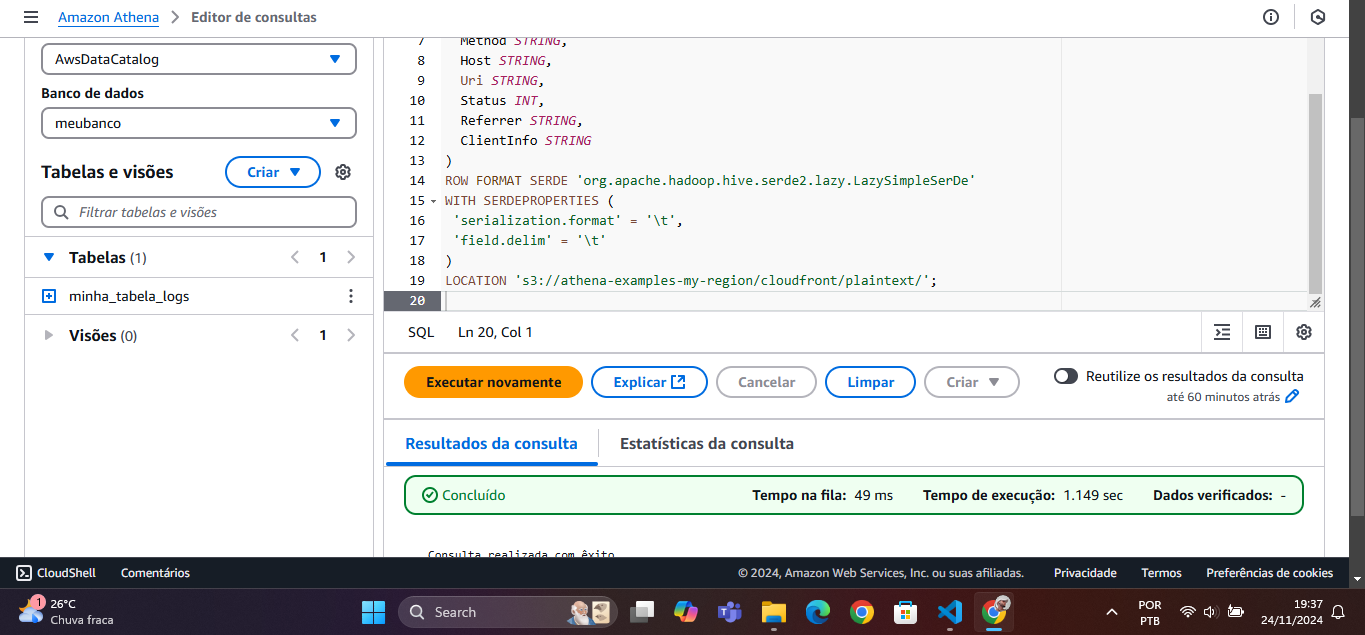 Amazon Athena
Editor de consultas
AwsDataCatalog
Banco de dados
meubanco
Tabelas e visões
Criar
Filtrar tabelas e visões
Tabelas (1)
1
minha_tabela_logs
Visões (0)
1
7 Method STRING,
8 Host STRING,
9 Uri STRING,
10 Status INT,
11 Referrer STRING,
12 ClientInfo STRING
13 )
14 ROW FORMAT SERDE 'org.apache.hadoop.hive.serde2.lazy.LazySimpleSerDe'
15 WITH SERDEPROPERTIES (
16 'serialization.format' = '\t',
17 'field.delim' = '\t'
18 )
19 LOCATION 's3://athena-examples-my-region/cloudfront/plaintext/';
20
SQL Ln 20, Col 1
Executar novamente
Explicar
Cancelar
Limpar
Criar
Reutilize os resultados da consulta
até 60 minutos atrás
Resultados da consulta
Estatísticas da consulta
Concluído
Tempo na fila: 49 ms
Tempo de execução: 1.149 sec
Dados verificados: -
Consulta realizada com êxito
CloudShell
Comentários
© 2024, Amazon Web Services, Inc. ou suas afiliadas.
Privacidade
Termos
Preferências de cookies
1
26°C
Chuva fraca
Search
POR
PTB
19:37
24/11/2024